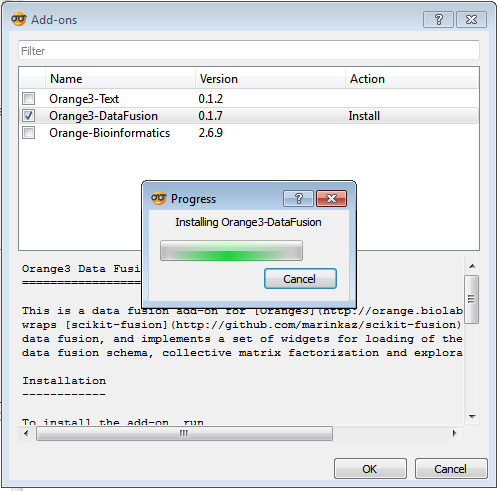 Add-ons
Filter
Name Version Action
Orange3-Text 0.1.2
Orange3-DataFusion 0.1.7 Install
Orange-Bioinformatics 2.6.9
Progress
Installing Orange3-DataFusion
Cancel
Orange3 Data Fusi
====================
This is a data fusion add-on for [Orange3](http://orange.biolab
wraps [scikit-fusion](http://github.com/marinkaz/scikit-fusion)
data fusion, and implements a set of widgets for loading of the
data fusion schema, collective matrix factorization and explora
Installation
------------
To install the add-on, run
OK Cancel